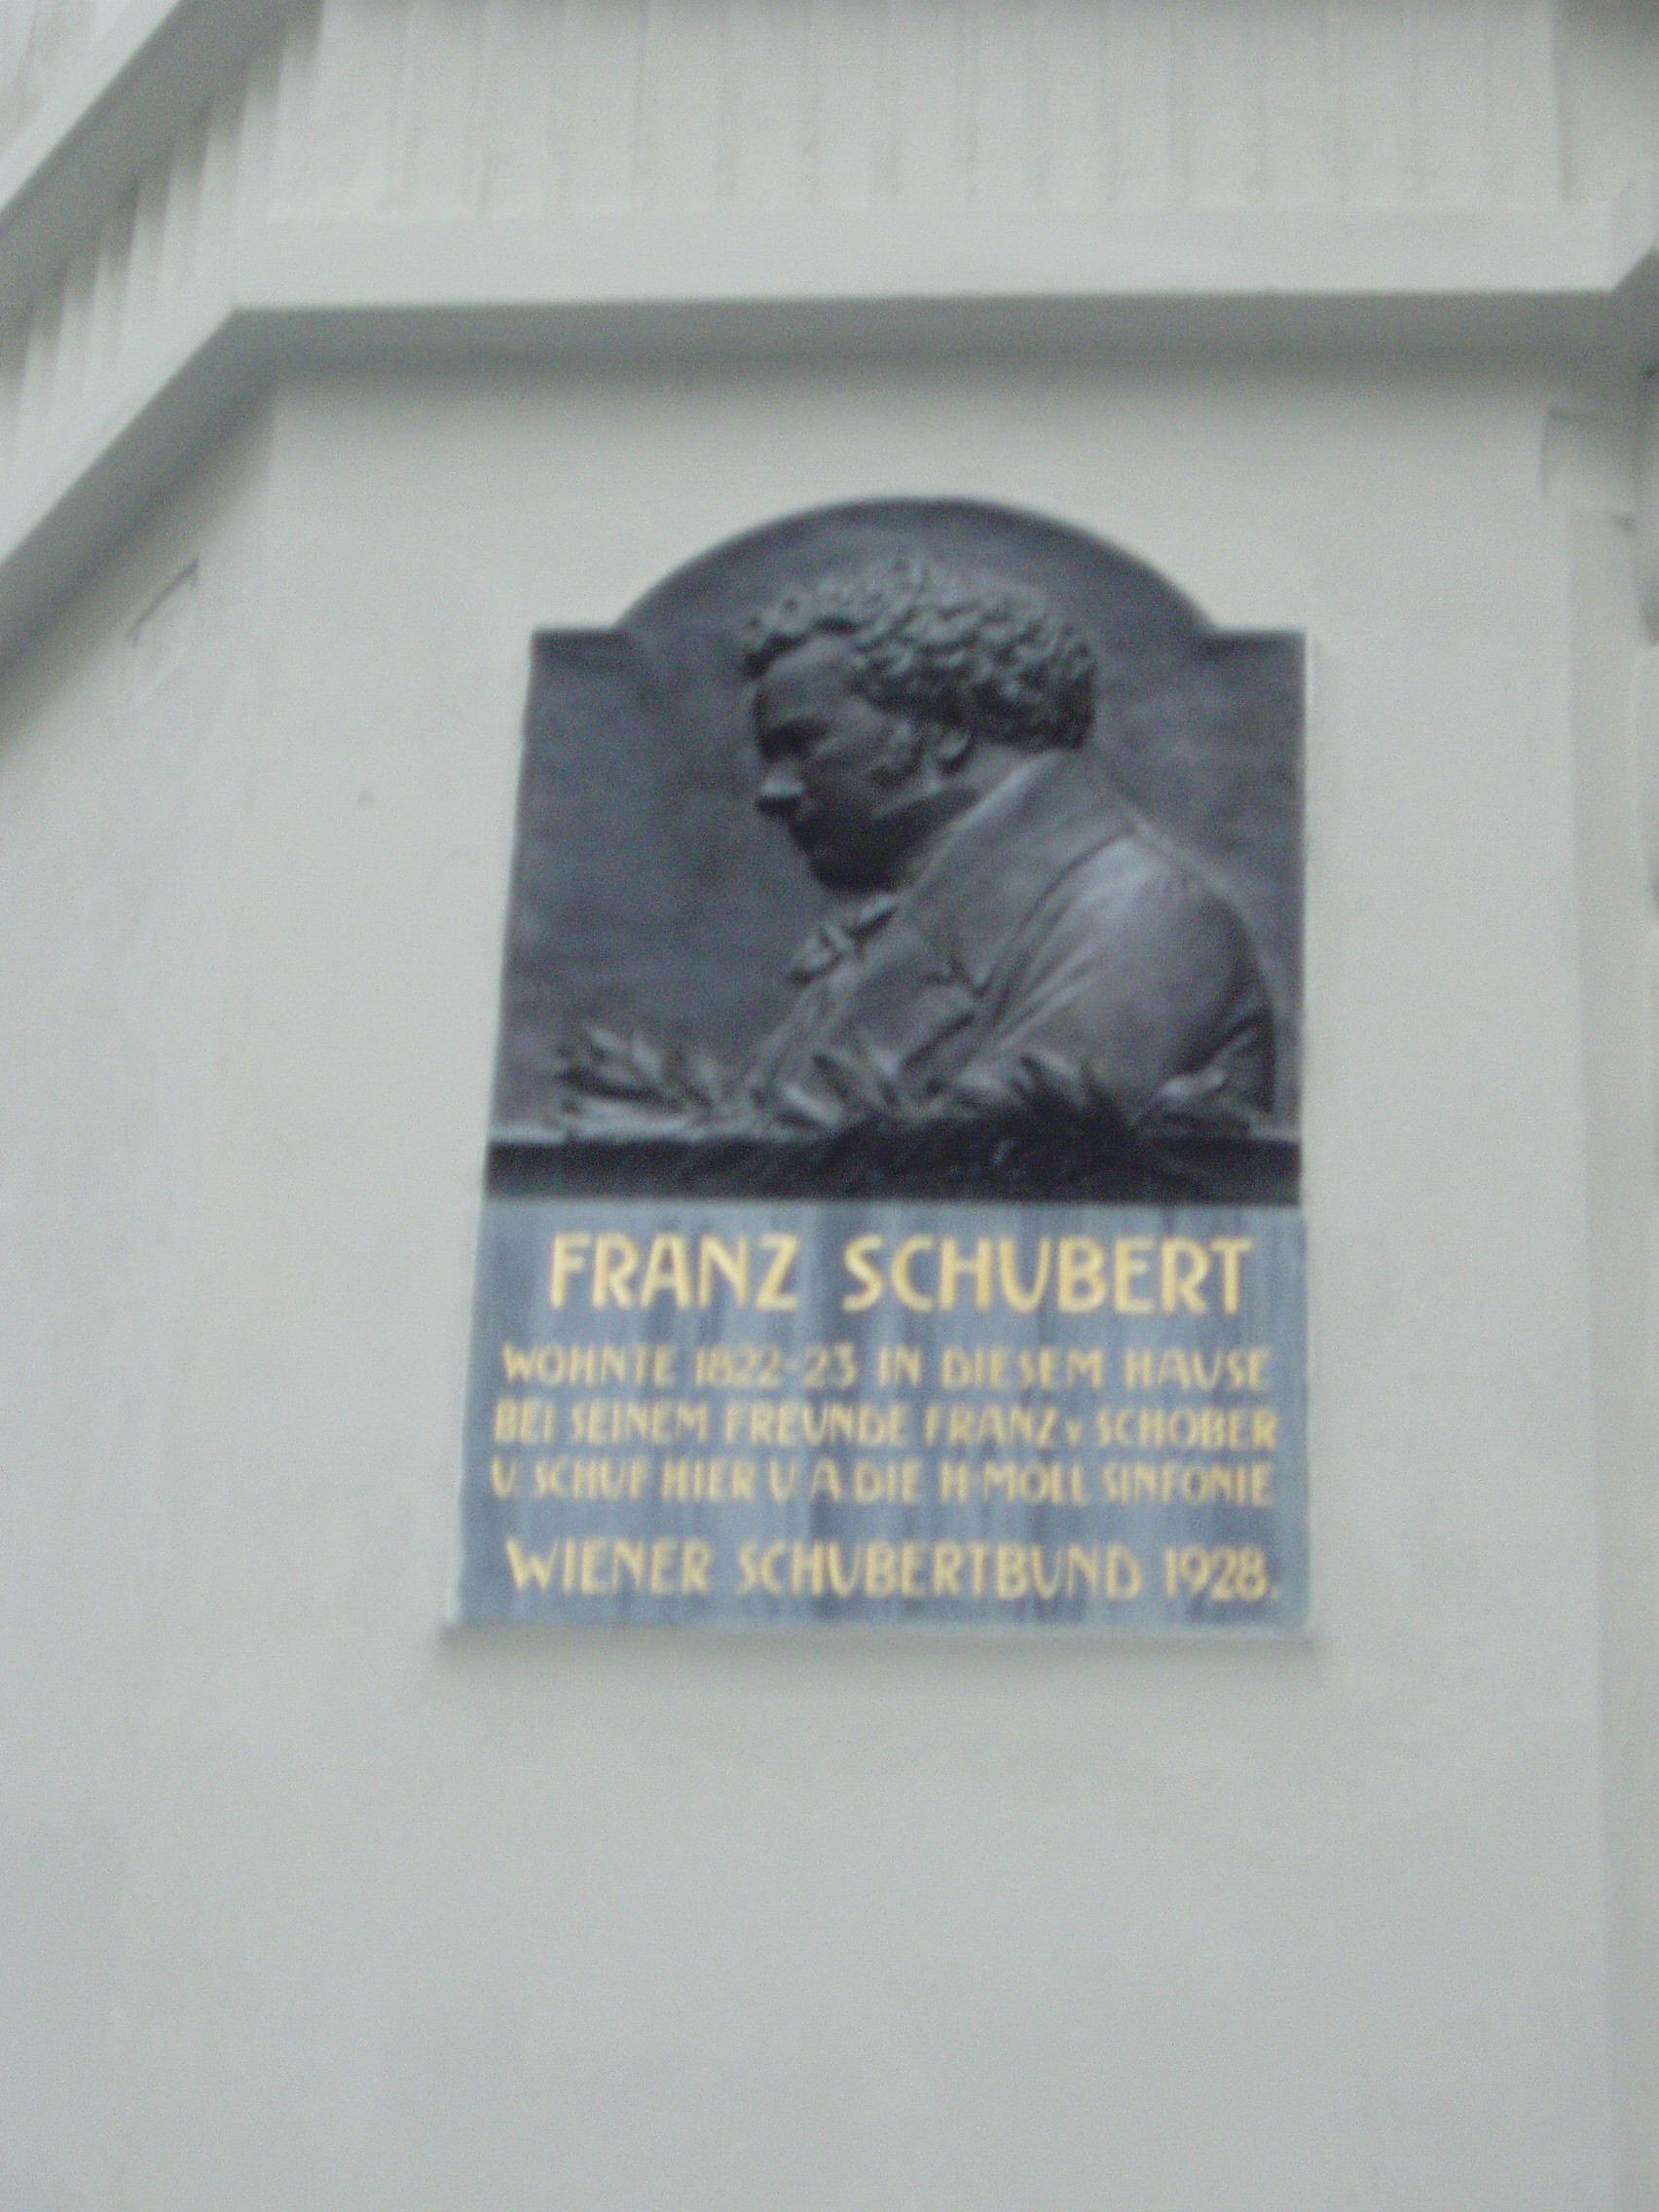 FRANZ SCHUBERT
WOHNTE 1822-23 IN DIESEM HAUSE
BEI SEINEM FREUNDE FRANZ v. SCHOBER
U. SCHUF HIER U. A. DIE H-MOLL SINFONIE
WIENER SCHUBERTBUND 1928.